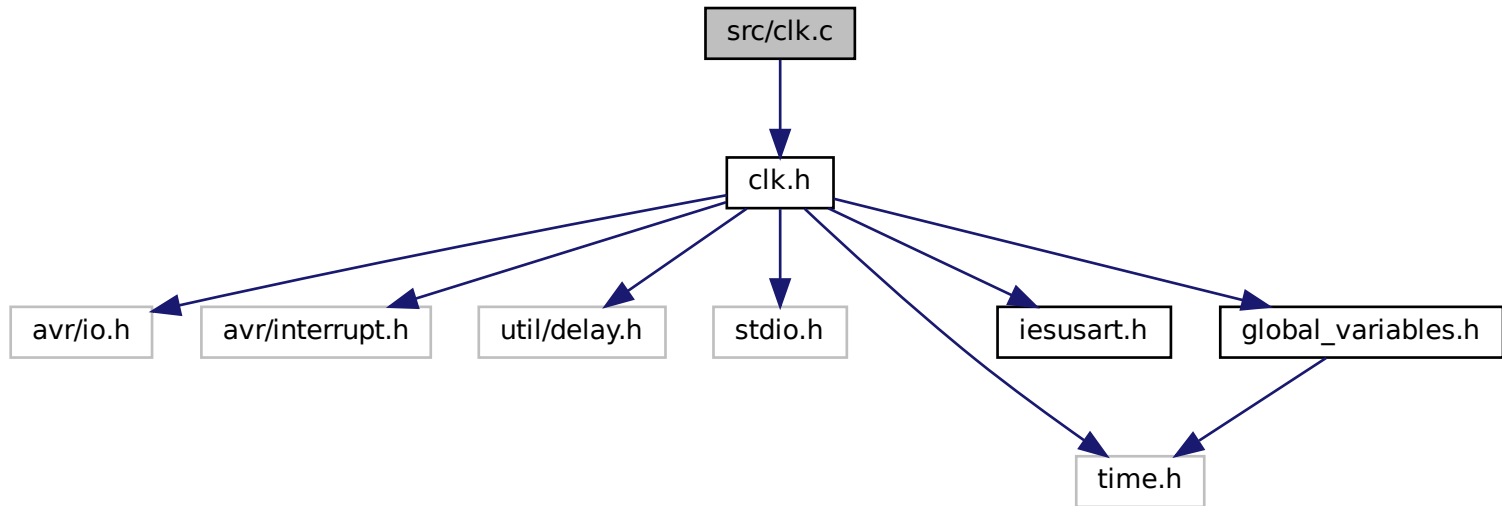 src/clk.c
clk.h
avr/io.h
avr/interrupt.h
util/delay.h
stdio.h
iesusart.h
global_variables.h
time.h